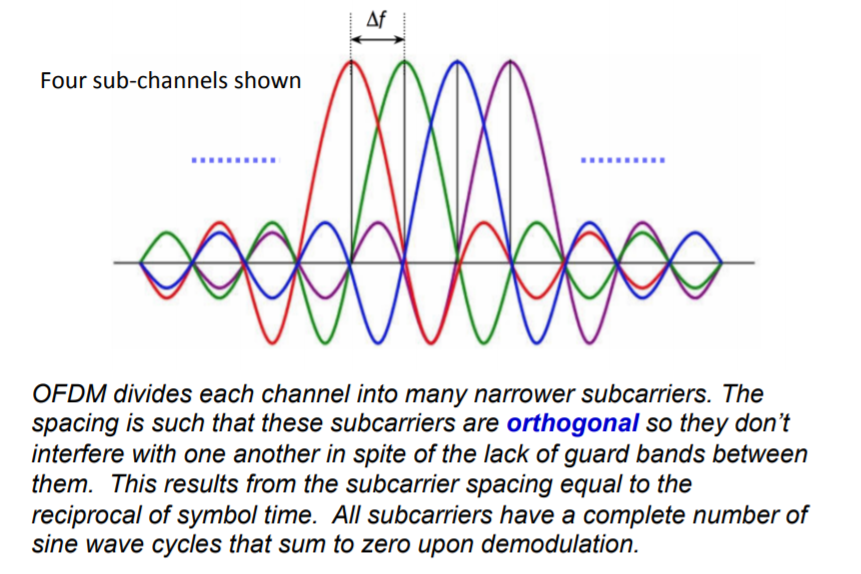 Δf
Four sub-channels shown
OFDM divides each channel into many narrower subcarriers. The
spacing is such that these subcarriers are orthogonal so they don't
interfere with one another in spite of the lack of guard bands between
them.  This results from the subcarrier spacing equal to the
reciprocal of symbol time.  All subcarriers have a complete number of
sine wave cycles that sum to zero upon demodulation.